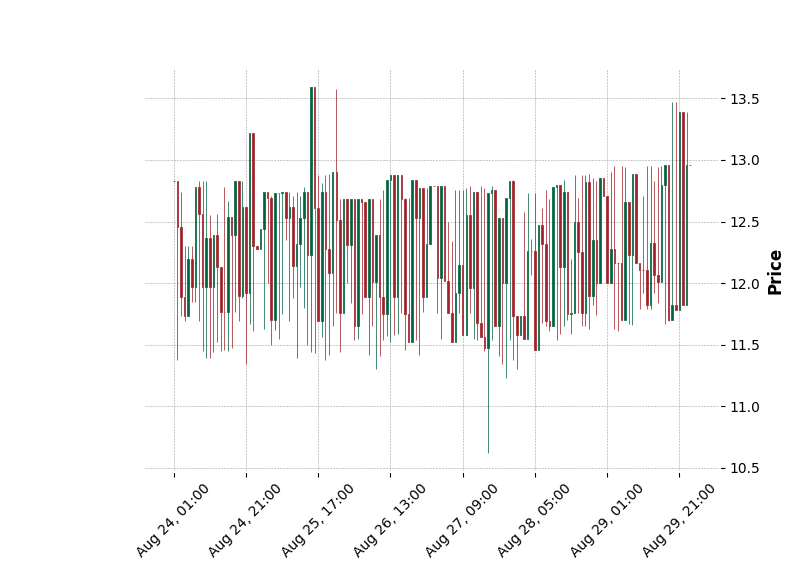 13.5
13.0
12.5
12.0
11.5
11.0
10.5
Price
Aug 24, 01:00
Aug 24, 21:00
Aug 25, 17:00
Aug 26, 13:00
Aug 27, 09:00
Aug 28, 05:00
Aug 29, 01:00
Aug 29, 21:00